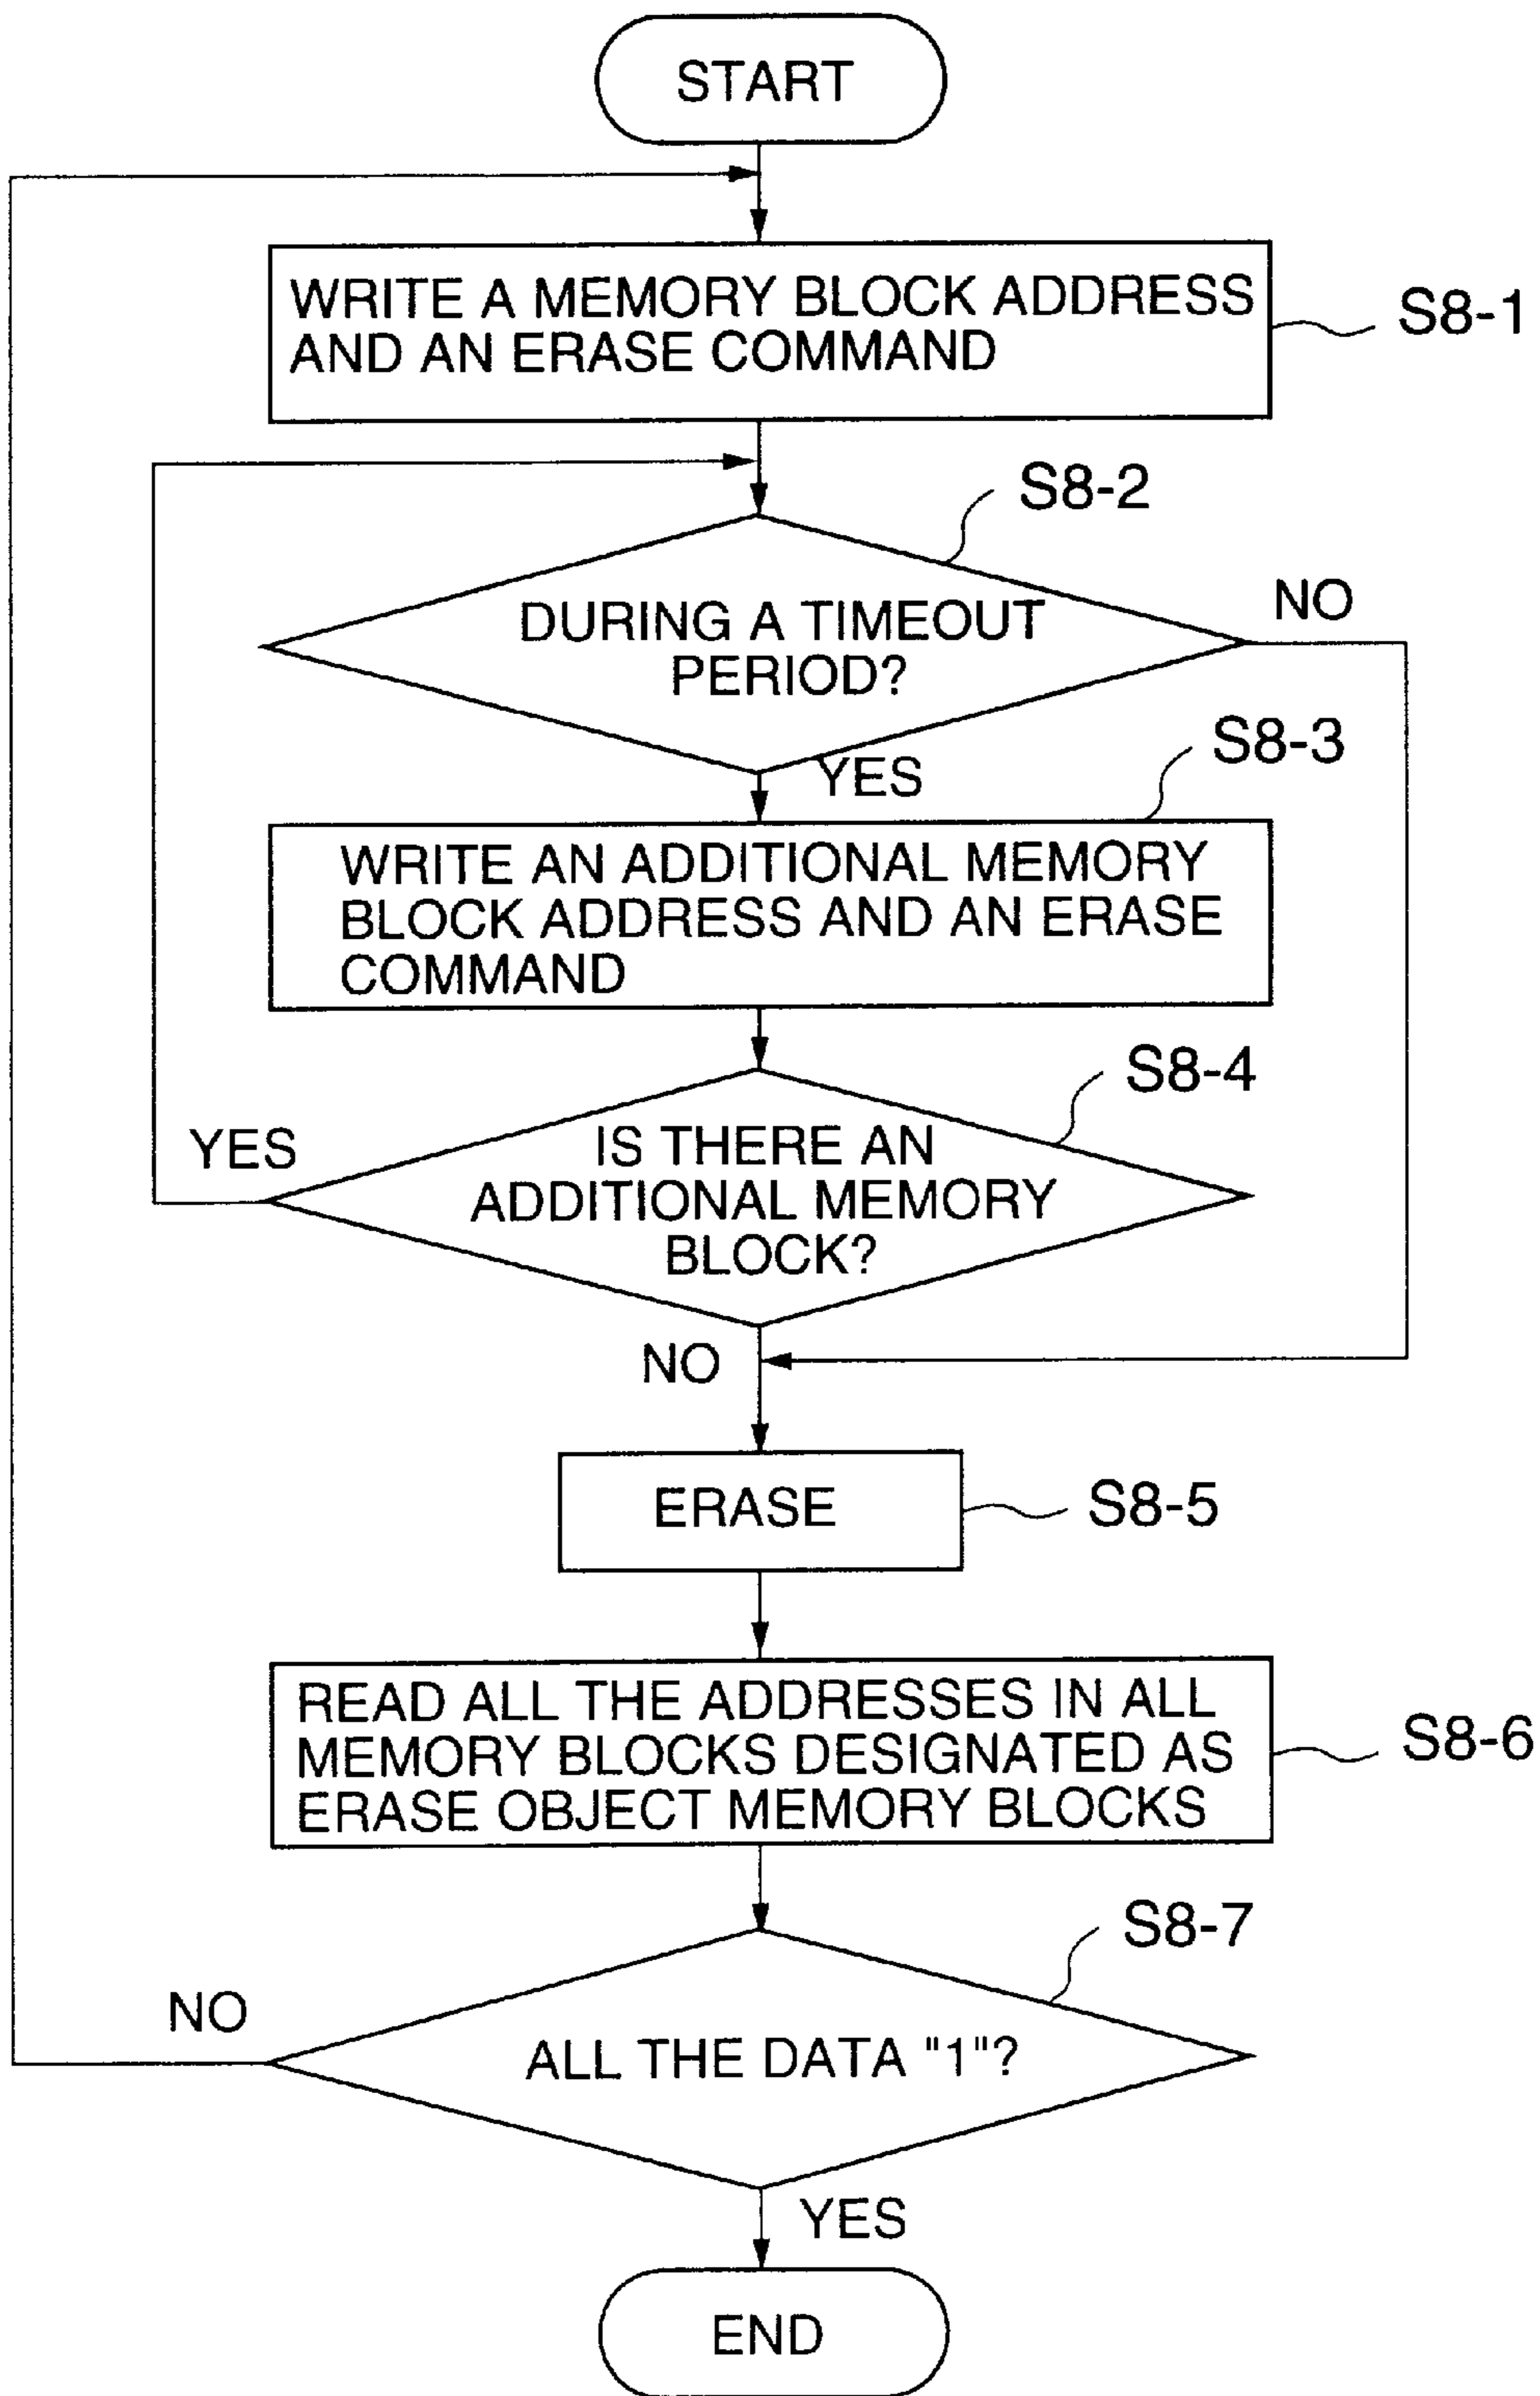 START
WRITE A MEMORY BLOCK ADDRESS
AND AN ERASE COMMAND
S8-1
S8-2
DURING A TIMEOUT
PERIOD?
NO
YES
S8-3
WRITE AN ADDITIONAL MEMORY
BLOCK ADDRESS AND AN ERASE
COMMAND
S8-4
IS THERE AN
ADDITIONAL MEMORY
BLOCK?
YES
NO
ERASE
S8-5
READ ALL THE ADDRESSES IN ALL
MEMORY BLOCKS DESIGNATED AS
ERASE OBJECT MEMORY BLOCKS
S8-6
S8-7
NO
ALL THE DATA "1"?
YES
END